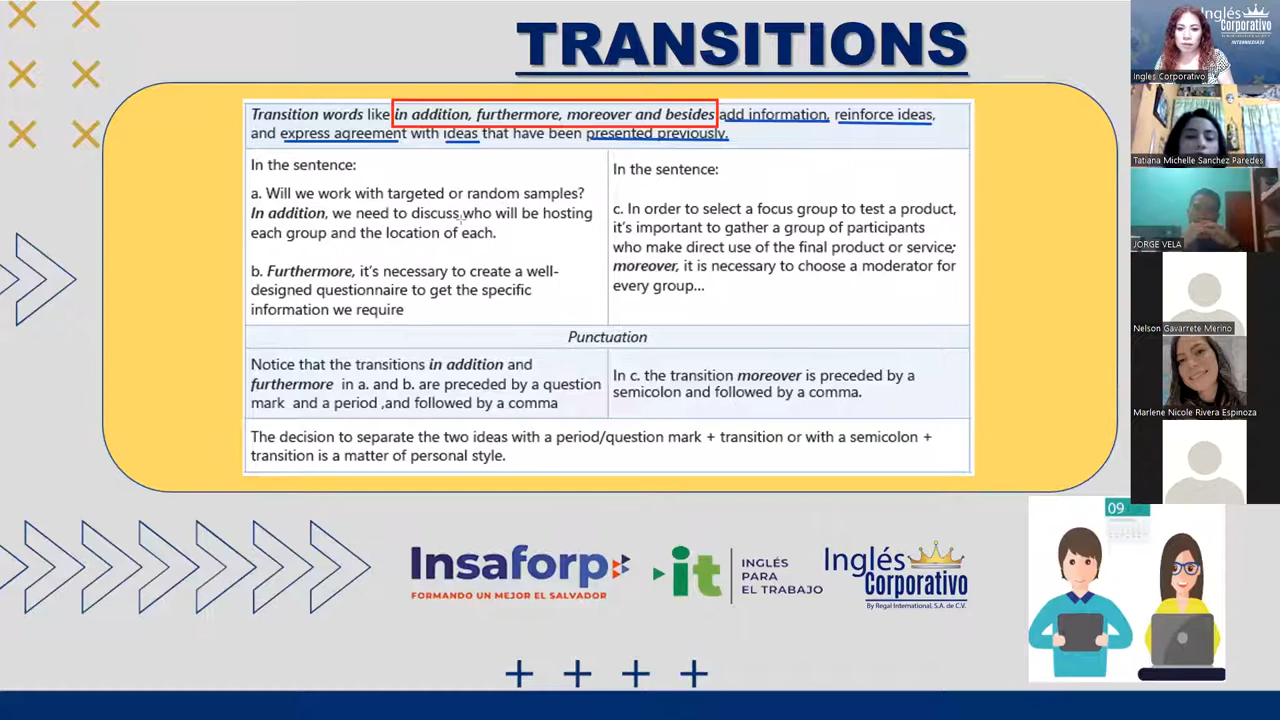 TRANSITIONS
Transition words like in addition, furthermore, moreover and besides add information, reinforce ideas,
and express agreement with ideas that have been presented previously.
In the sentence:
a. Will we work with targeted or random samples?
In addition, we need to discuss who will be hosting
each group and the location of each.
b. Furthermore, it's necessary to create a well-
designed questionnaire to get the specific
information we require
In the sentence:
c. In order to select a focus group to test a product,
it's important to gather a group of participants
who make direct use of the final product or service;
moreover, it is necessary to choose a moderator for
every group...
Punctuation
Notice that the transitions in addition and
furthermore in a. and b. are preceded by a question
mark and a period ,and followed by a comma
In c. the transition moreover is preceded by a
semicolon and followed by a comma.
The decision to separate the two ideas with a period/question mark + transition or with a semicolon +
transition is a matter of personal style.
Insaforp
FORMANDO UN MEJOR EL SALVADOR
it
INGLÉS
PARA
EL TRABAJO
Inglés
Corporativo
By Regal International, S.A. de C.V.
09
Inglés
Corporativo
INTERMEDIATE
Ingles Corporativo
Tatiana Michelle Sanchez Paredes
JORGE VELA
Nelson Gavarrete Merino
Marlene Nicole Rivera Espinoza